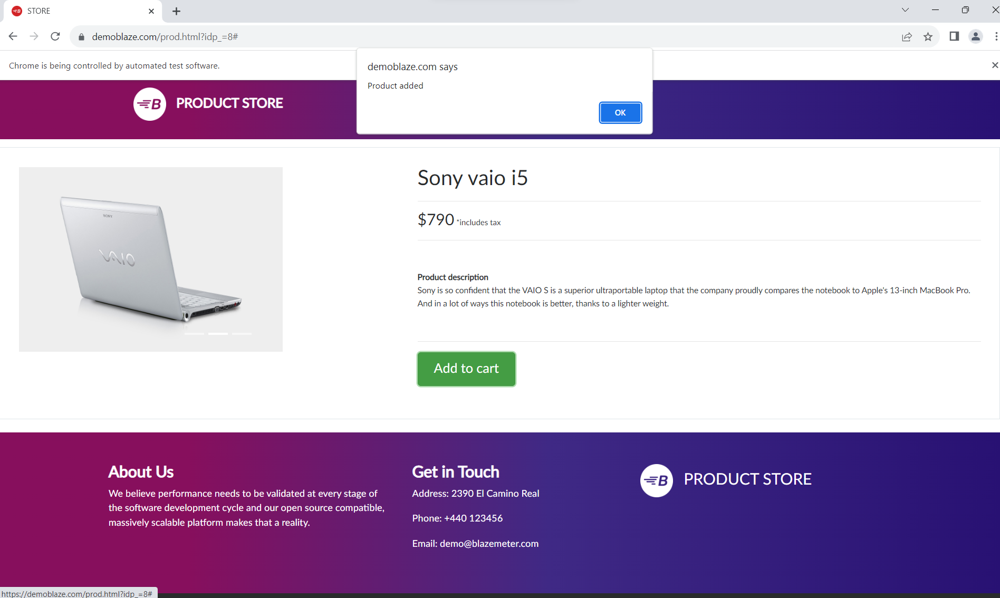 STORE
demoblaze.com/prod.html?idp_=8#
Chrome is being controlled by automated test software.
demoblaze.com says
Product added
OK
B PRODUCT STORE
SONY
VAIO
Sony vaio i5
$790 *includes tax
Product description
Sony is so confident that the VAIO S is a superior ultraportable laptop that the company proudly compares the notebook to Apple's 13-inch MacBook Pro.
And in a lot of ways this notebook is better, thanks to a lighter weight.
Add to cart
About Us
We believe performance needs to be validated at every stage of
the software development cycle and our open source compatible,
massively scalable platform makes that a reality.
Get in Touch
Address: 2390 El Camino Real
Phone: +440 123456
Email: demo@blazemeter.com
B PRODUCT STORE
https://demoblaze.com/prod.html?idp_=8#